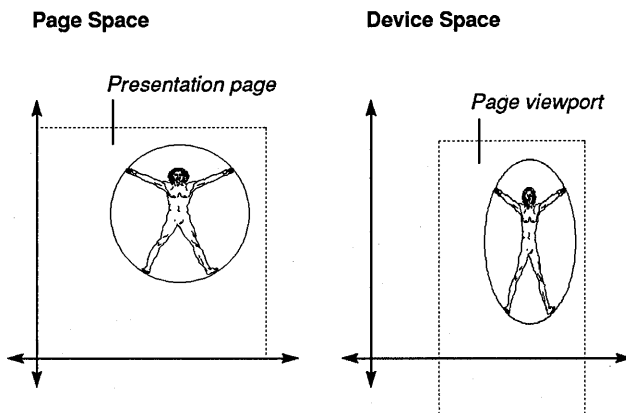 Page Space
Device Space
Presentation page
Page viewport